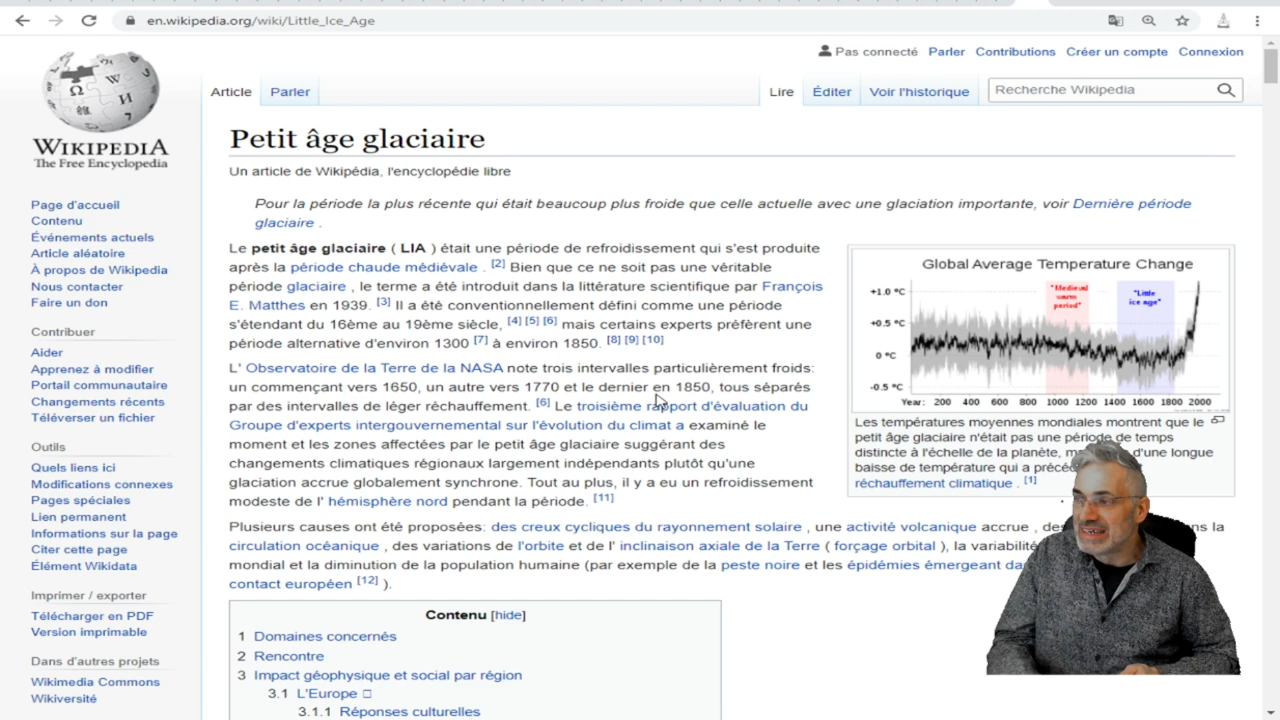 en.wikipedia.org/wiki/Little_Ice_Age
Pas connecté Parler Contributions Créer un compte Connexion
Article Parler Lire Éditer Voir l'historique Recherche Wikipedia
WIKIPEDIA
The Free Encyclopedia
Page d'accueil
Contenu
Événements actuels
Article aléatoire
À propos de Wikipedia
Nous contacter
Faire un don
Contribuer
Aider
Apprenez à modifier
Portail communautaire
Changements récents
Téléverser un fichier
Outils
Quels liens ici
Modifications connexes
Pages spéciales
Lien permanent
Informations sur la page
Citer cette page
Élément Wikidata
Imprimer / exporter
Télécharger en PDF
Version imprimable
Dans d'autres projets
Wikimedia Commons
Wikiversité
Petit âge glaciaire
Un article de Wikipédia, l'encyclopédie libre
Pour la période la plus récente qui était beaucoup plus froide que celle actuelle avec une glaciation importante, voir Dernière période
glaciaire .
Le petit âge glaciaire ( LIA ) était une période de refroidissement qui s'est produite
après la période chaude médiévale . [2] Bien que ce ne soit pas une véritable
période glaciaire , le terme a été introduit dans la littérature scientifique par François
E. Matthes en 1939. [3] Il a été conventionnellement défini comme une période
s'étendant du 16ème au 19ème siècle, [4] [5] [6] mais certains experts préfèrent une
période alternative d'environ 1300 [7] à environ 1850. [8] [9] [10]
L' Observatoire de la Terre de la NASA note trois intervalles particulièrement froids:
un commençant vers 1650, un autre vers 1770 et le dernier en 1850, tous séparés
par des intervalles de léger réchauffement. [6] Le troisième rapport d'évaluation du
Groupe d'experts intergouvernemental sur l'évolution du climat a examiné le
moment et les zones affectées par le petit âge glaciaire suggérant des
changements climatiques régionaux largement indépendants plutôt qu'une
glaciation accrue globalement synchrone. Tout au plus, il y a eu un refroidissement
modeste de l' hémisphère nord pendant la période. [11]
Global Average Temperature Change
"Medieval
warm
period"
"Little
ice age"
+1.0 °C
+0.5 °C
0 °C
-0.5 °C
Year: 200 400 600 800 1000 1200 1400 1600 1800 2000
Les températures moyennes mondiales montrent que le
petit âge glaciaire n'était pas une période de temps
distincte à l'échelle de la planète, d'une longue
baisse de température qui a
réchauffement climatique . [1]
Plusieurs causes ont été proposées: des creux cycliques du rayonnement solaire , une activité volcanique accrue , la
circulation océanique , des variations de l'orbite et de l' inclinaison axiale de la Terre ( forçage orbital ), la
mondial et la diminution de la population humaine (par exemple de la peste noire et les épidémies émergeant
contact européen [12] ).
Contenu [hide]
1 Domaines concernés
2 Rencontre
3 Impact géophysique et social par région
3.1 L'Europe
3.1.1 Réponses culturelles